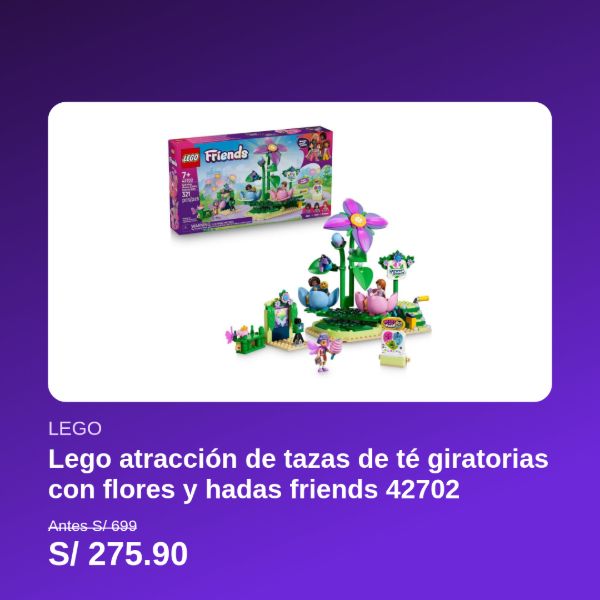 LEGO
Friends
7+
42702
321
LEGO
Lego atracción de tazas de té giratorias
con flores y hadas friends 42702
Antes S/ 699
S/ 275.90